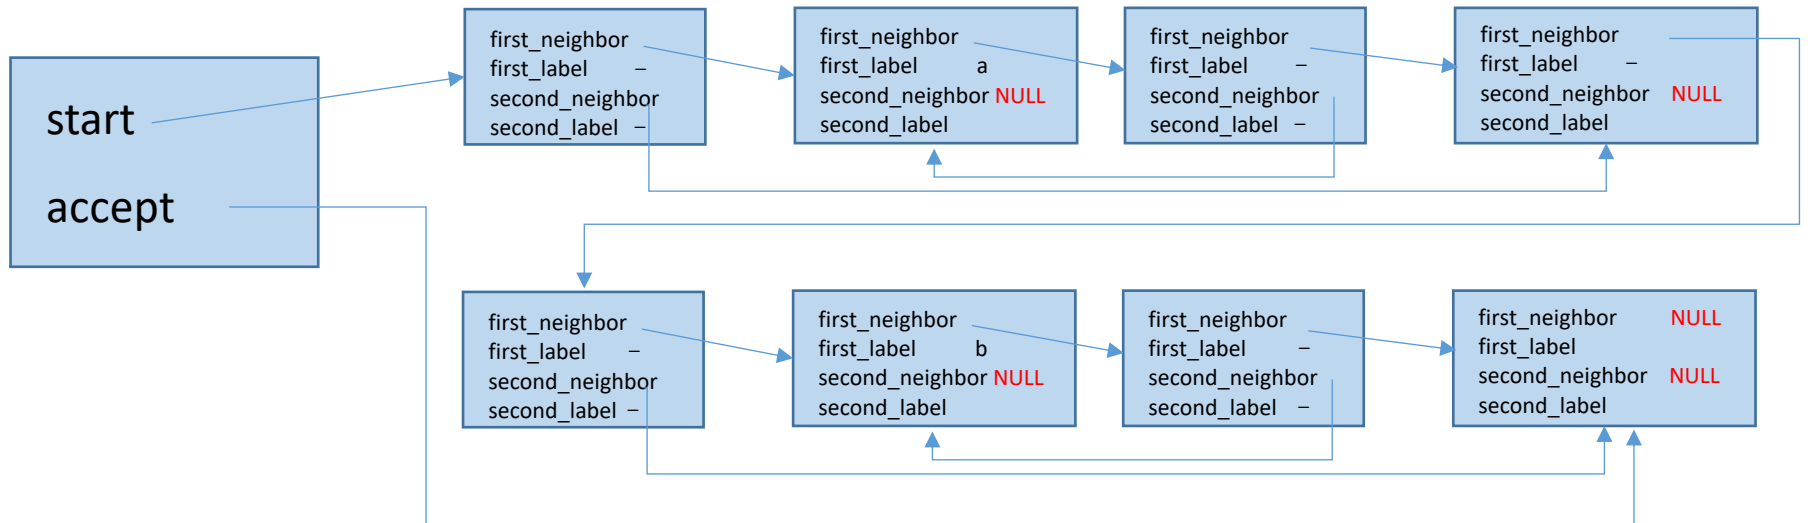 start
accept
first_neighbor
first_label –
second_neighbor
second_label –
first_neighbor
first_label a
second_neighbor NULL
second_label
first_neighbor
first_label –
second_neighbor
second_label –
first_neighbor
first_label –
second_neighbor NULL
second_label
first_neighbor
first_label –
second_neighbor
second_label –
first_neighbor
first_label b
second_neighbor NULL
second_label
first_neighbor
first_label –
second_neighbor
second_label –
first_neighbor NULL
first_label
second_neighbor NULL
second_label